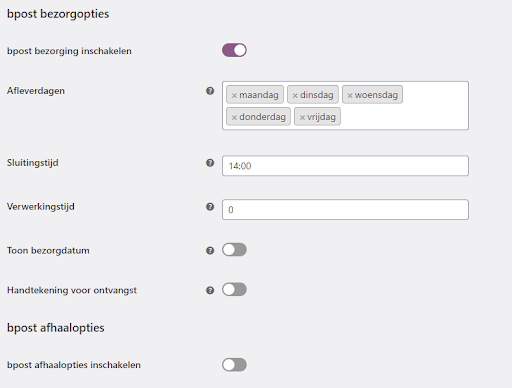 bpost bezorgopties
bpost bezorging inschakelen
Afleverdagen
× maandag × dinsdag × woensdag
× donderdag × vrijdag
Sluitingstijd 14:00
Verwerkingstijd 0
Toon bezorgdatum
Handtekening voor ontvangst
bpost afhaalopties
bpost afhaalopties inschakelen